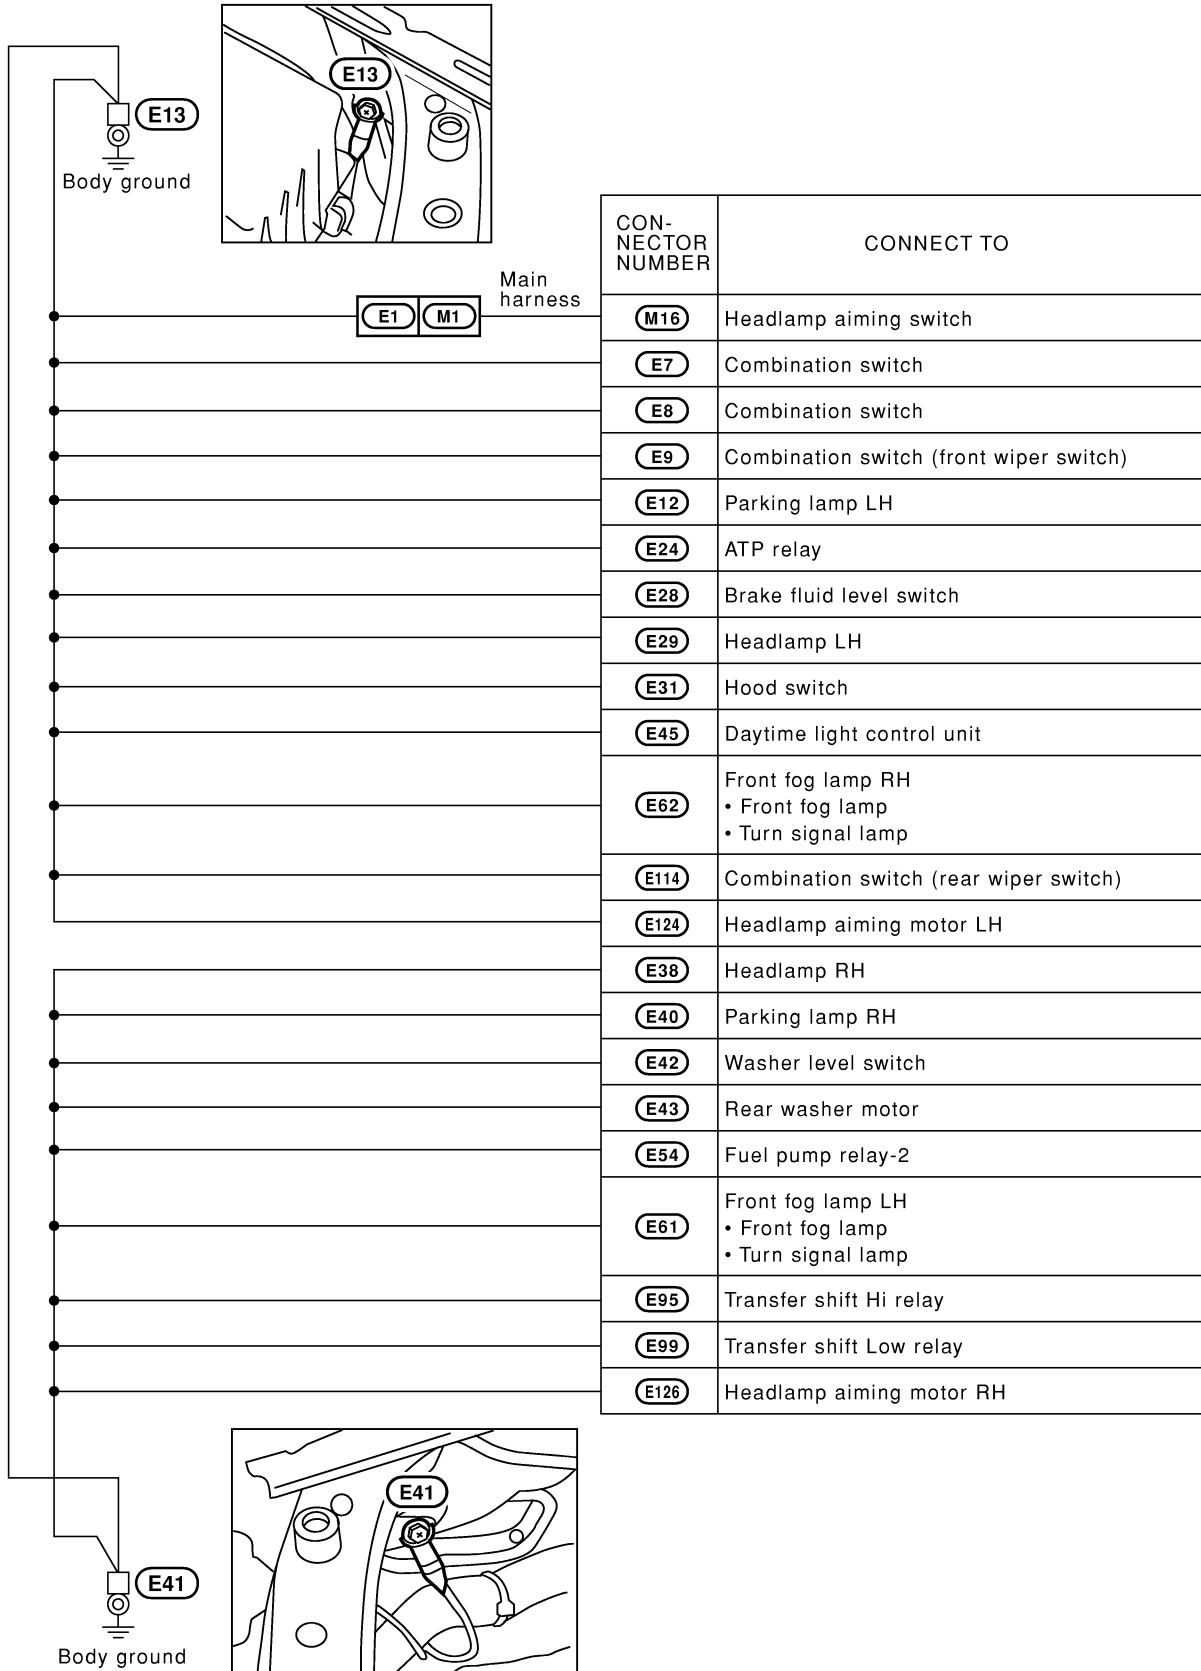 E13
E13
Body ground
CON-
NECTOR
NUMBER
CONNECT TO
Main
harness
E1 M1
M16 Headlamp aiming switch
E7 Combination switch
E8 Combination switch
E9 Combination switch (front wiper switch)
E12 Parking lamp LH
E24 ATP relay
E28 Brake fluid level switch
E29 Headlamp LH
E31 Hood switch
E45 Daytime light control unit
E62 Front fog lamp RH
• Front fog lamp
• Turn signal lamp
E114 Combination switch (rear wiper switch)
E124 Headlamp aiming motor LH
E38 Headlamp RH
E40 Parking lamp RH
E42 Washer level switch
E43 Rear washer motor
E54 Fuel pump relay-2
E61 Front fog lamp LH
• Front fog lamp
• Turn signal lamp
E95 Transfer shift Hi relay
E99 Transfer shift Low relay
E126 Headlamp aiming motor RH
E41
E41
Body ground